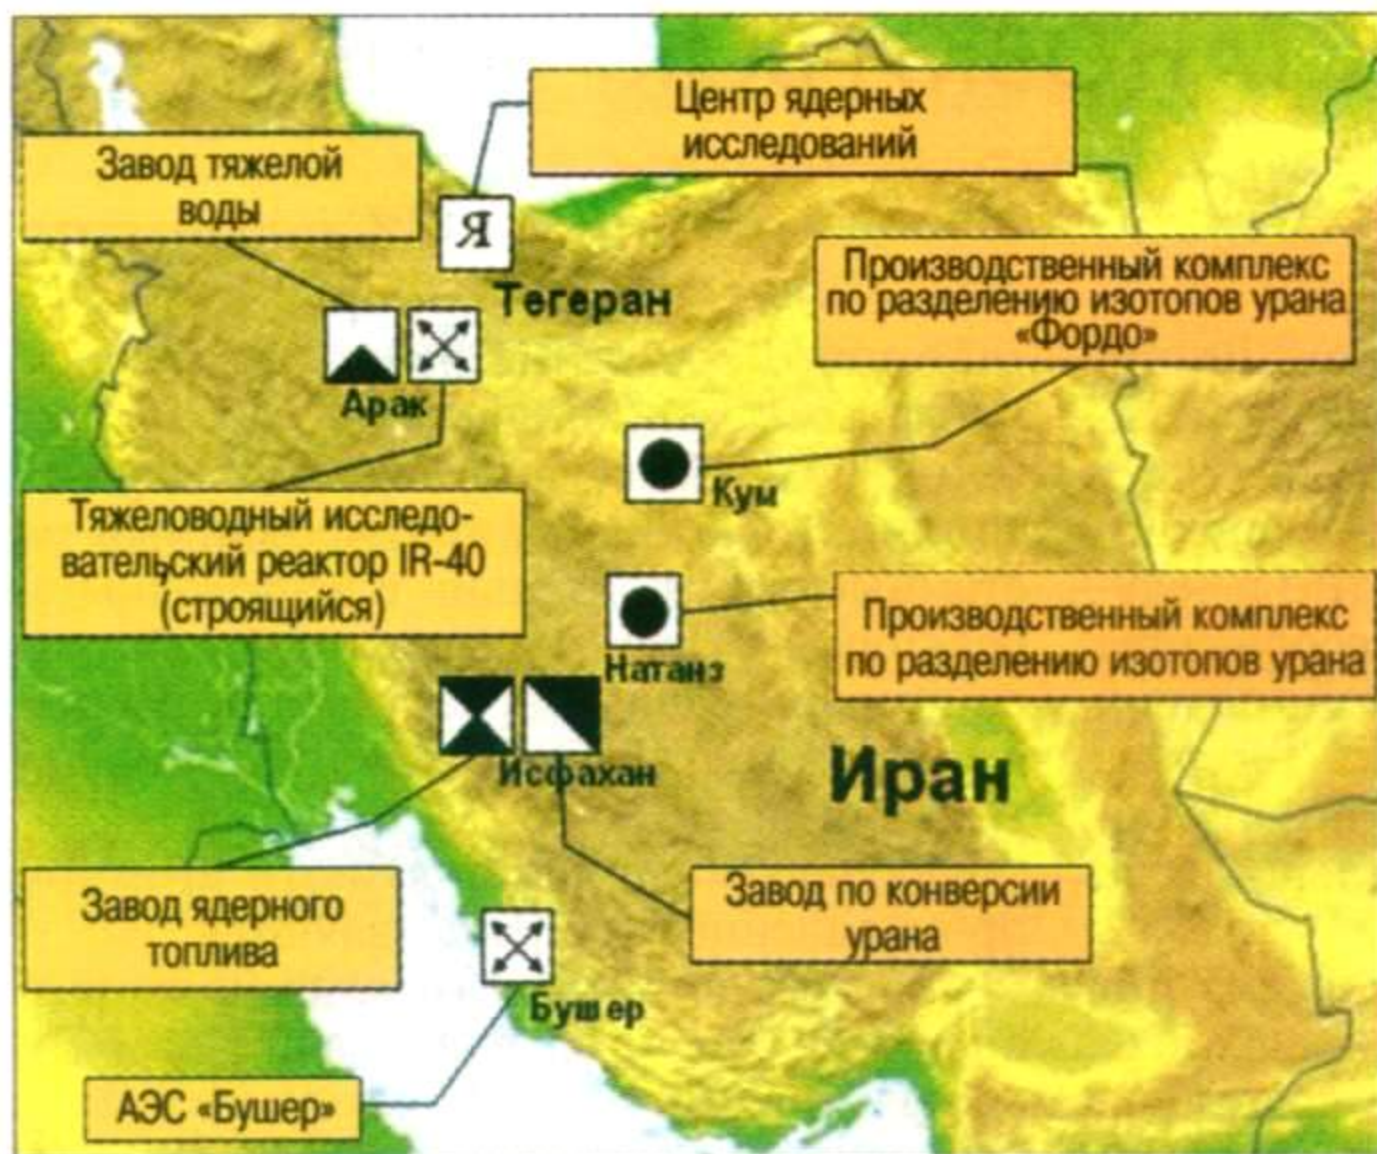 Центр ядерных
исследований
Завод тяжелой
воды
Я
Тегеран
Производственный комплекс
по разделению изотопов урана
«Фордо»
Арак
Кум
Тяжеловодный исследо-
вательский реактор IR-40
(строящийся)
Производственный комплекс
по разделению изотопов урана
Натанз
Исфахан
Иран
Завод ядерного
топлива
Завод по конверсии
урана
Бушер
АЭС «Бушер»